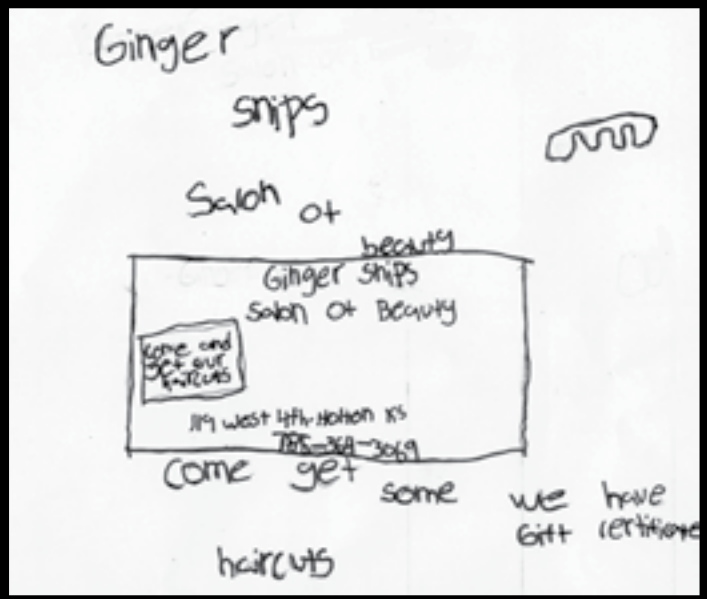 Ginger
snips
Salon of
beauty
Ginger snips
Salon of Beauty
come and
get our
haircuts
119 West 4th Holton KS
785-364-3069
come get
some
we have
Gift certificate
haircuts